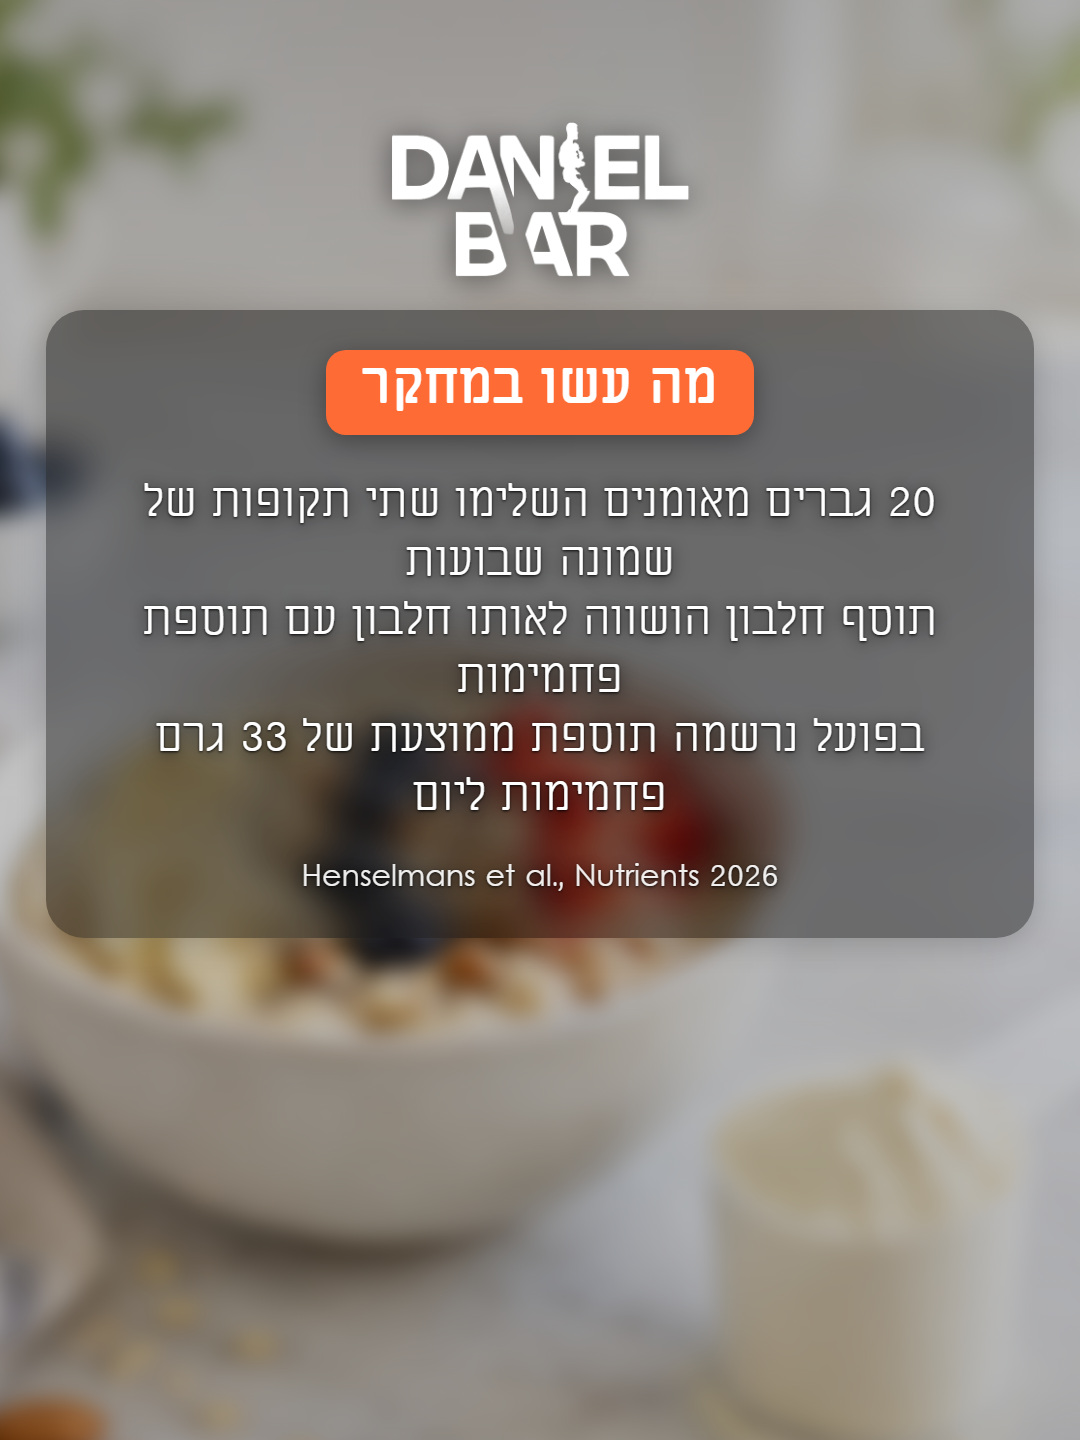 DANIEL
BAR
מה עשו במחקר
20 גברים מאומנים השלימו שתי תקופות של
שמונה שבועות
תוסף חלבון הושווה לאותו חלבון עם תוספת
פחמימות
בפועל נרשמה תוספת ממוצעת של 33 גרם
פחמימות ליום
Henselmans et al., Nutrients 2026